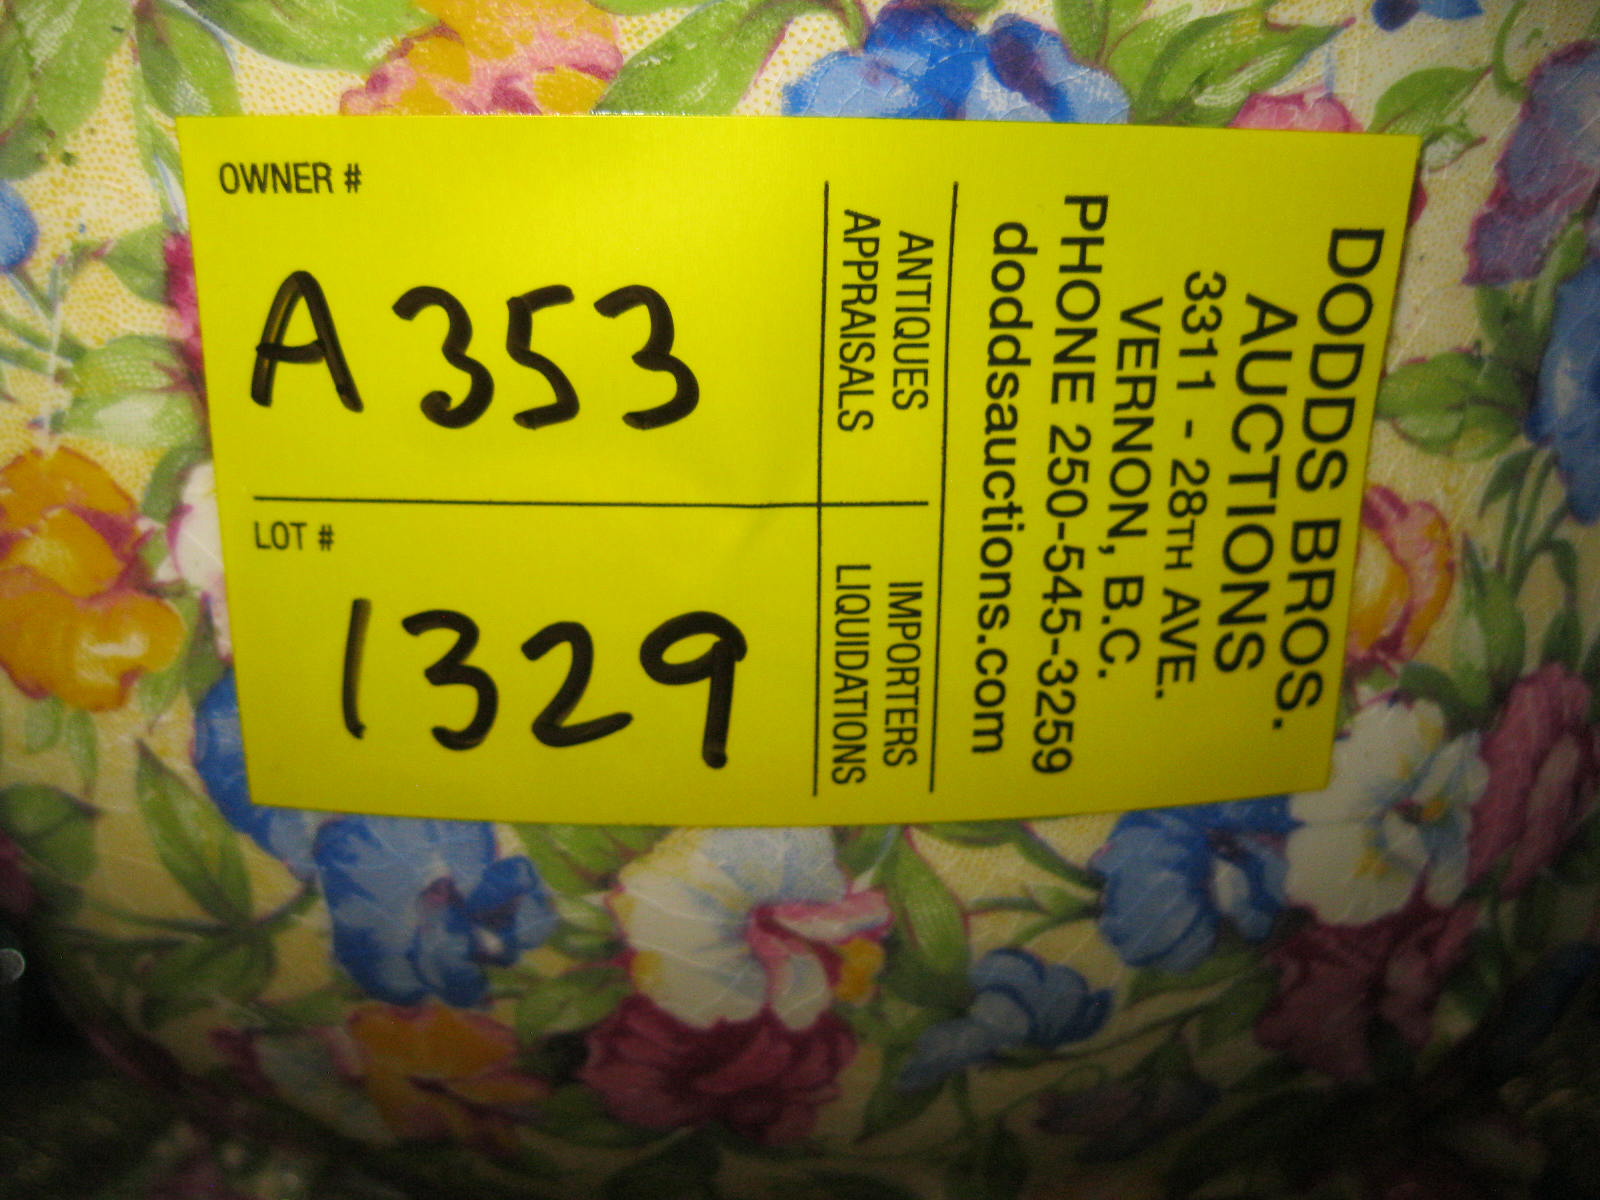 DODDS BROS.
AUCTIONS
3311 - 28TH AVE.
VERNON, B.C.
PHONE 250-545-3259
doddsauctions.com
ANTIQUES
APPRAISALS
IMPORTERS
LIQUIDATIONS
OWNER #
A353
LOT #
1329